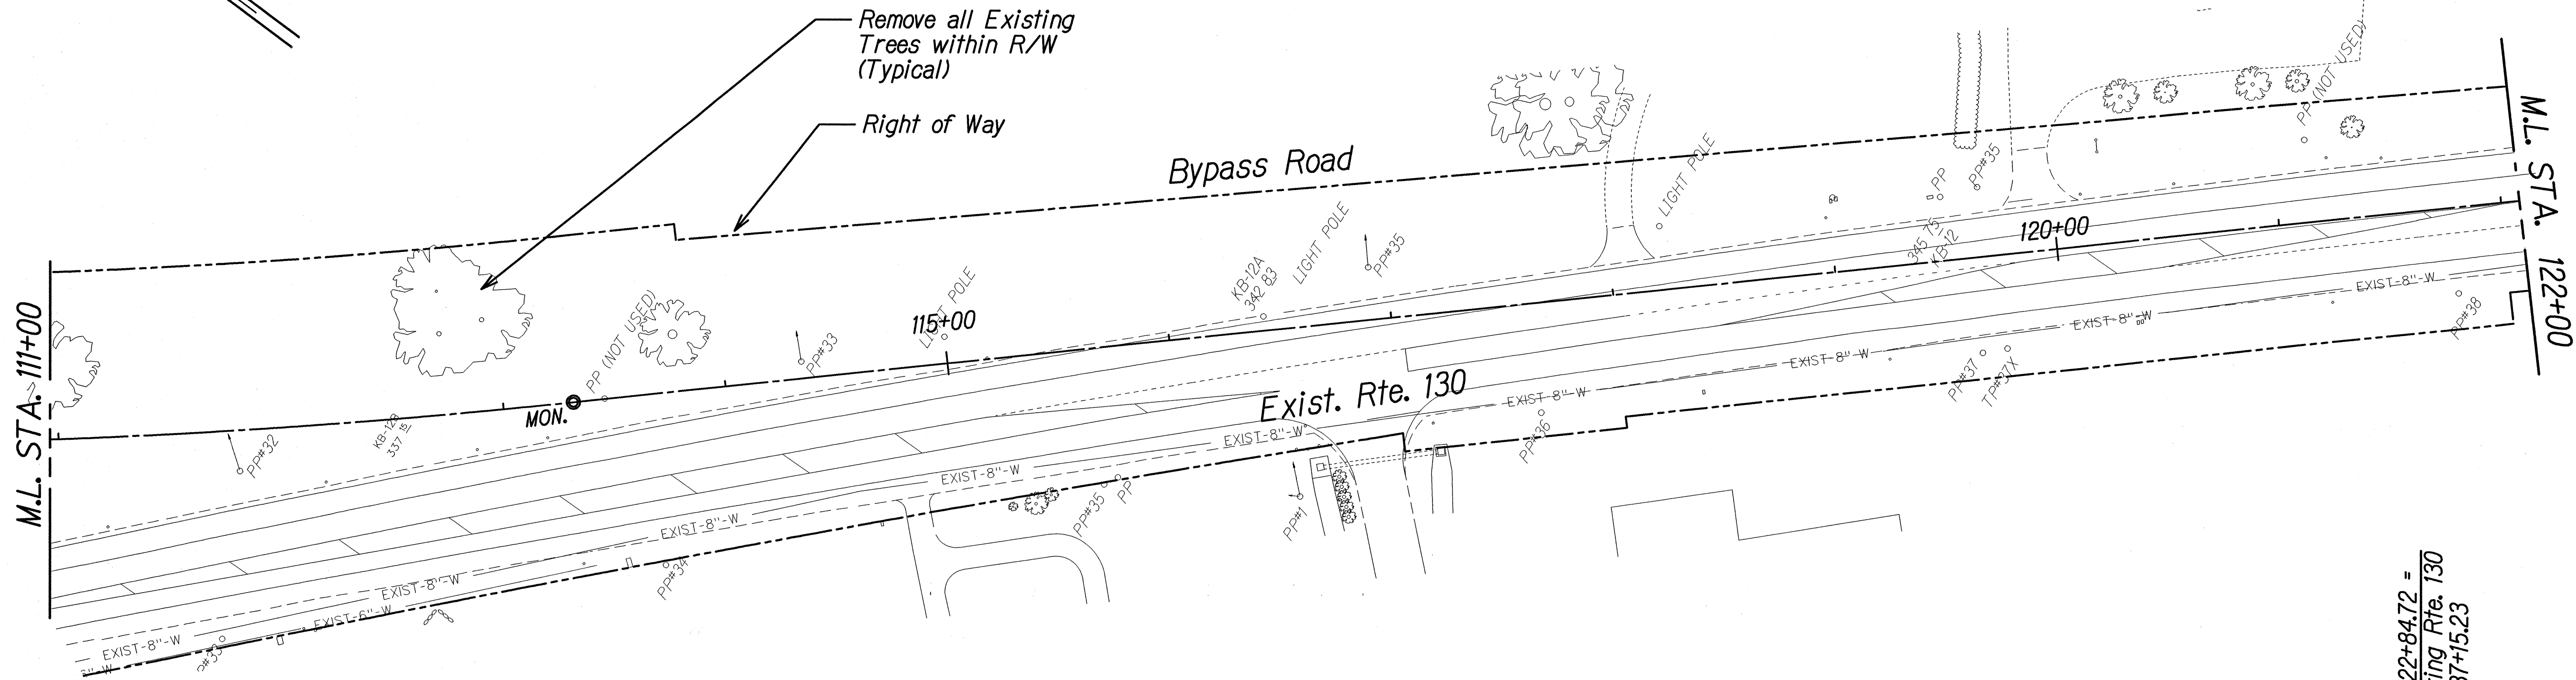 Remove all Existing
Trees within R/W
(Typical)
Right of Way
Bypass Road
PP (NOT USED)
M.L. STA. 122+00
LIGHT POLE
PP
PP#35
345 75
KB-12
120+00
KB-12A
342 83
LIGHT POLE
PP#35
LIGHT POLE
115+00
PP#33
PP (NOT USED)
MON.
M.L. STA. 111+00
PP#32
KB-12B
337 15
Exist. Rte. 130
EXIST-8"-W
EXIST-8"-W
EXIST-8"-W
EXIST-8"-W
EXIST-8"-W
EXIST-8"-W
EXIST-8"-W
EXIST-8"-W
EXIST-8"-W
EXIST-6"-W
PP#38
PP#37
TP#37X
PP#36
PP#1
PP#35
PP
PP#34
P#33
22+84.72 =
ing Rte. 130
37+15.23